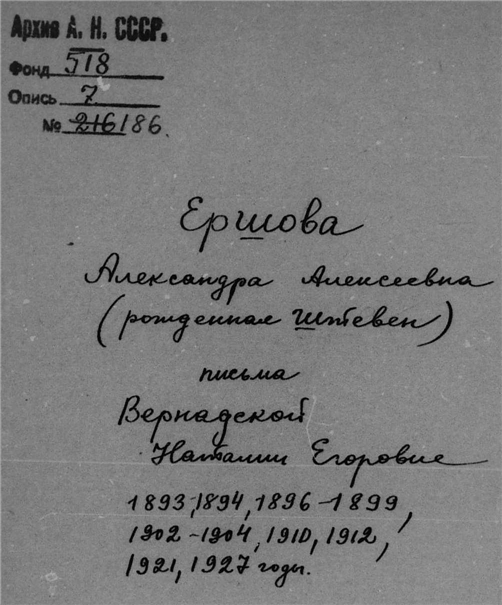 Архив А. Н. СССР.
Фонд 518
Опись 7
№ 216 186.
Ершова
Александра Алексеевна
(рожденная Штевен)
письма
Вернадской
Наталии Егоровне
1893, 1894, 1896-1899,
1902-1904, 1910, 1912,
1921, 1927 годы.